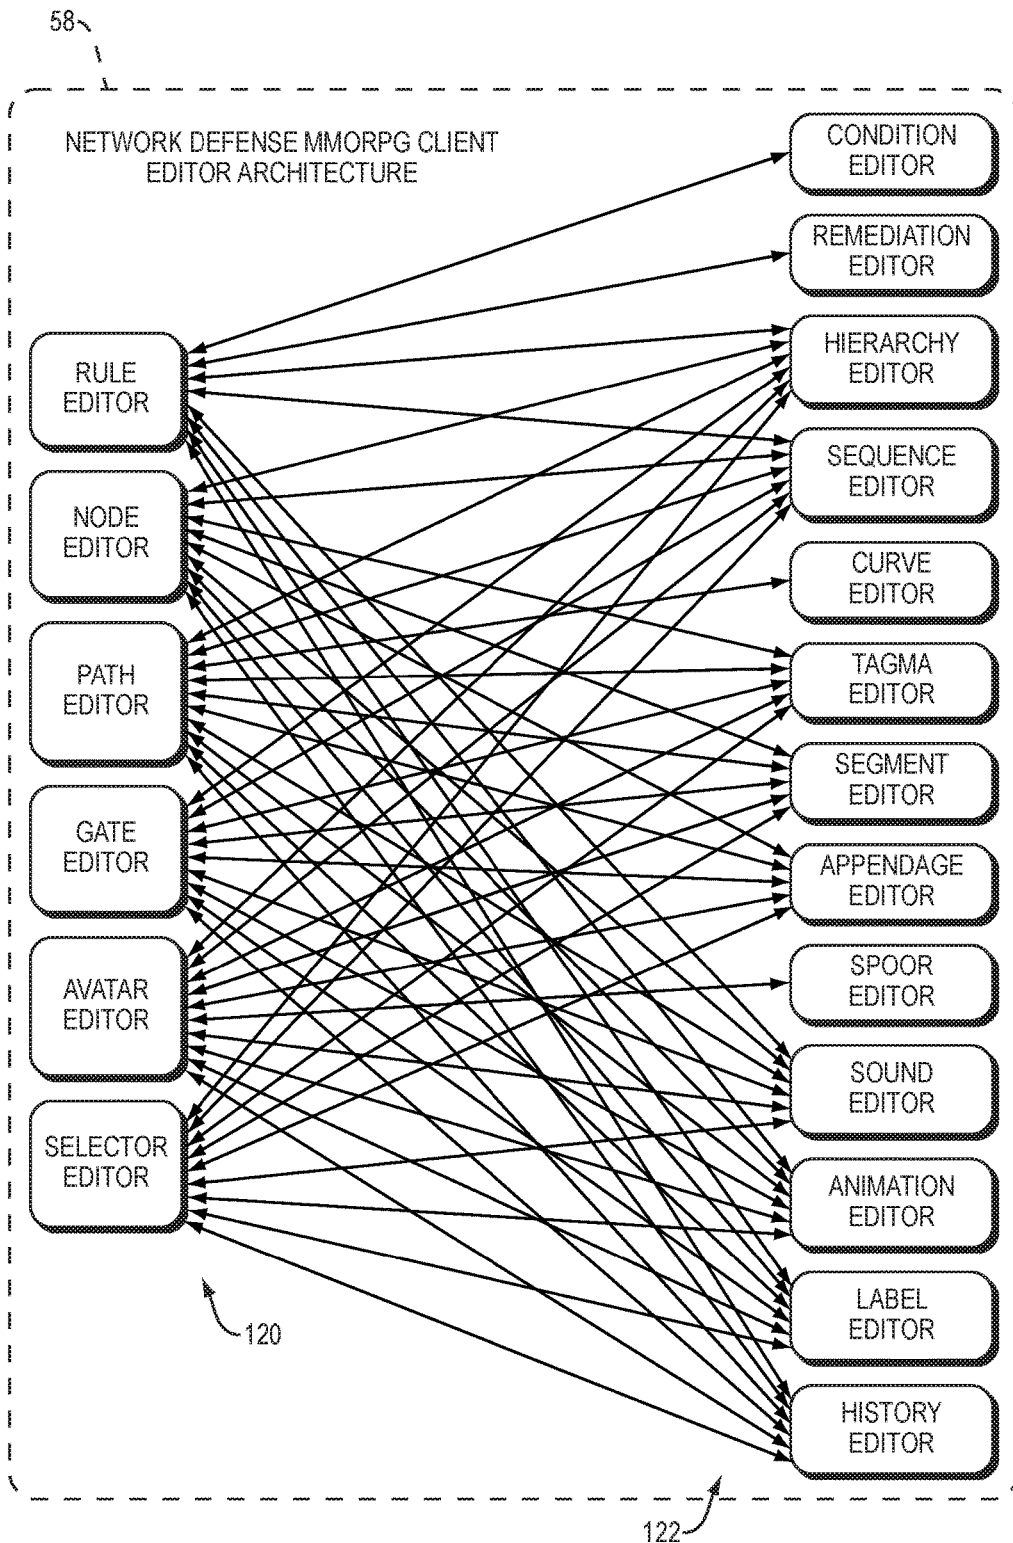 58
NETWORK DEFENSE MMORPG CLIENT
EDITOR ARCHITECTURE
RULE
EDITOR
NODE
EDITOR
PATH
EDITOR
GATE
EDITOR
AVATAR
EDITOR
SELECTOR
EDITOR
120
CONDITION
EDITOR
REMEDIATION
EDITOR
HIERARCHY
EDITOR
SEQUENCE
EDITOR
CURVE
EDITOR
TAGMA
EDITOR
SEGMENT
EDITOR
APPENDAGE
EDITOR
SPOOR
EDITOR
SOUND
EDITOR
ANIMATION
EDITOR
LABEL
EDITOR
HISTORY
EDITOR
122